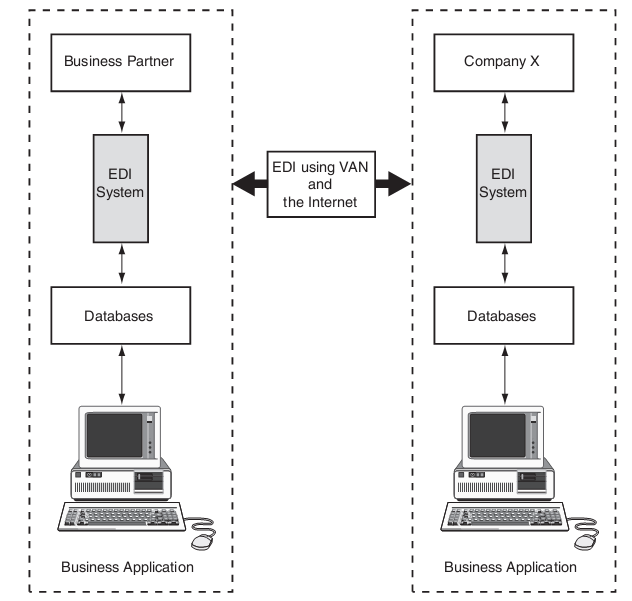 Business Partner
EDI
System
Databases
Business Application
EDI using VAN
and
the Internet
Company X
EDI
System
Databases
Business Application